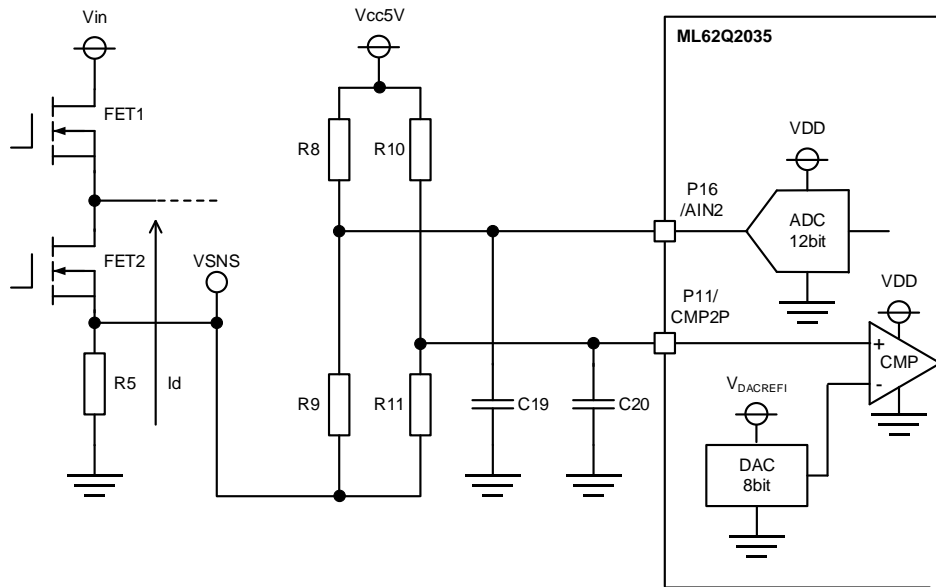 Vin
Vcc5V
ML62Q2035
FET1
R8
R10
VDD
P16
/AIN2
ADC
12bit
FET2
VSNS
P11/
CMP2P
VDD
+
CMP
-
R5
Id
R9
R11
C19
C20
VDACREFI
DAC
8bit